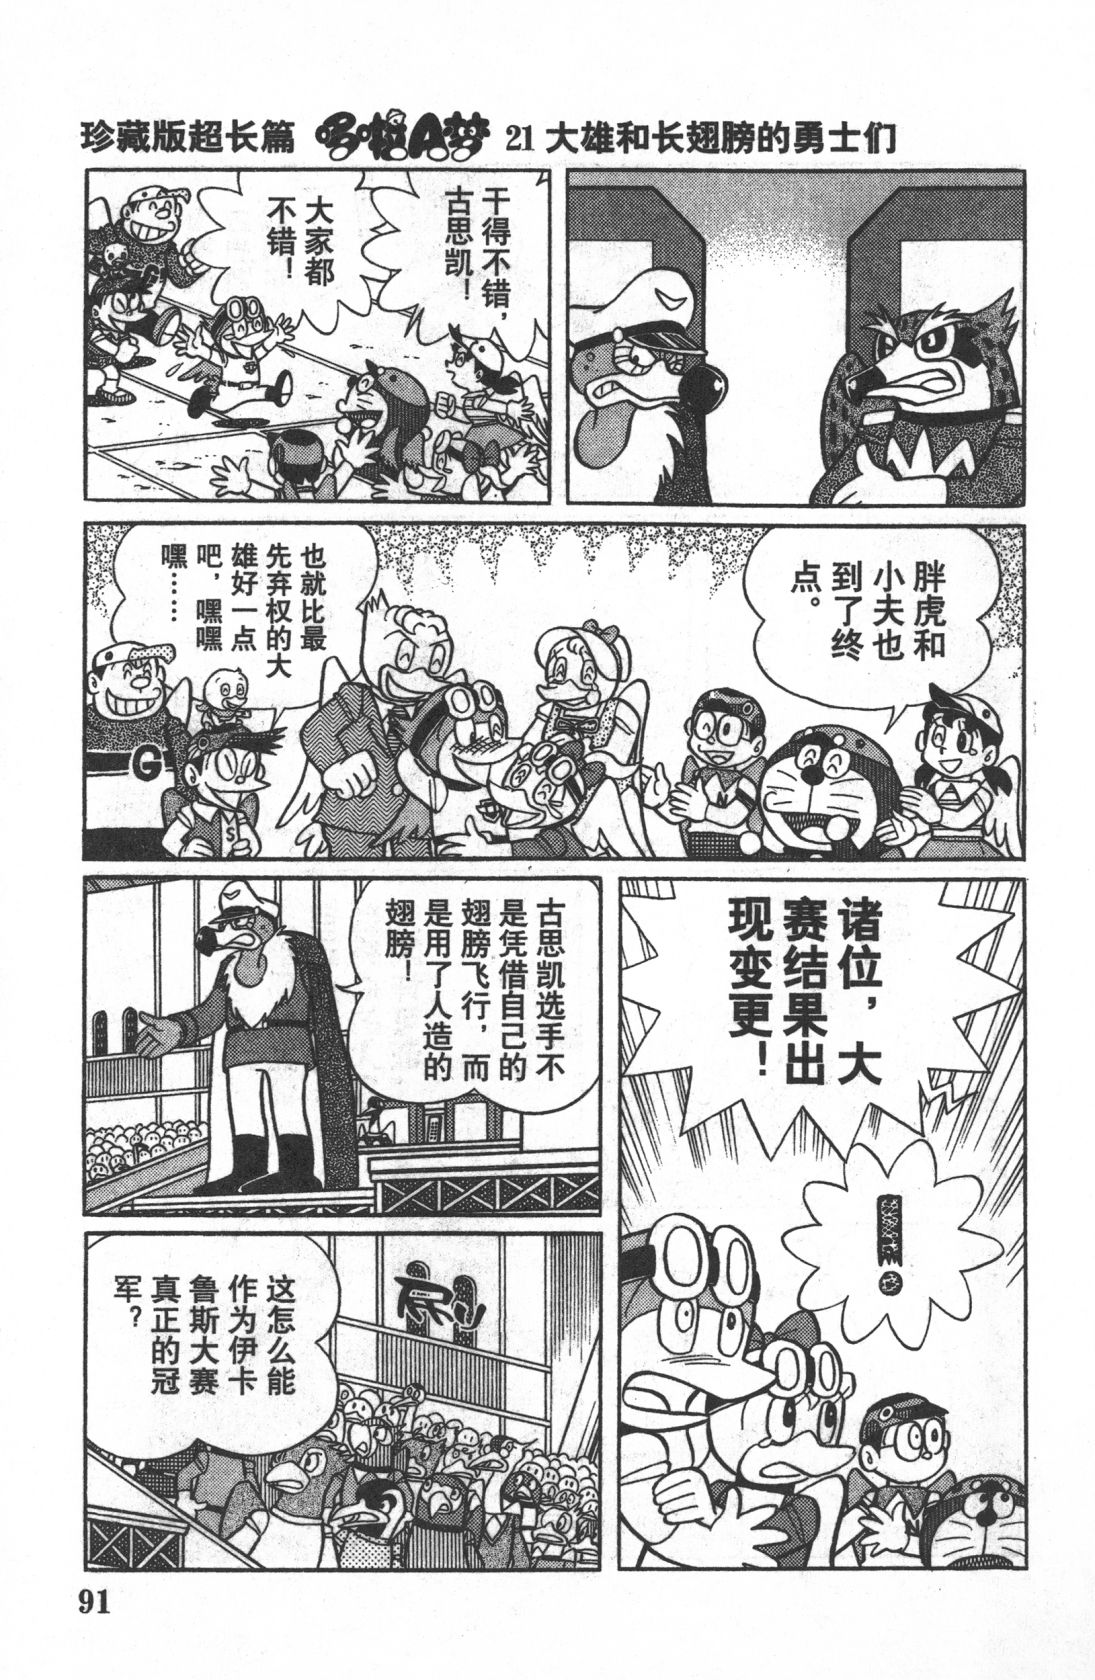 珍藏版超长篇 哆啦A梦 21 大雄和长翅膀的勇士们
干得不错，
古思凯！
大家都
不错！
胖虎和
小夫也
到了终
点。
也就比最
先弃权的大
雄好一点
吧，嘿嘿
嘿……
G
S
N
诸位，大
赛结果出
现变更！
！
古思凯选手不
是凭借自己的
翅膀飞行，而
是用了人造的
翅膀！
这怎么能
作为伊卡
鲁斯大赛
真正的冠
军？
91